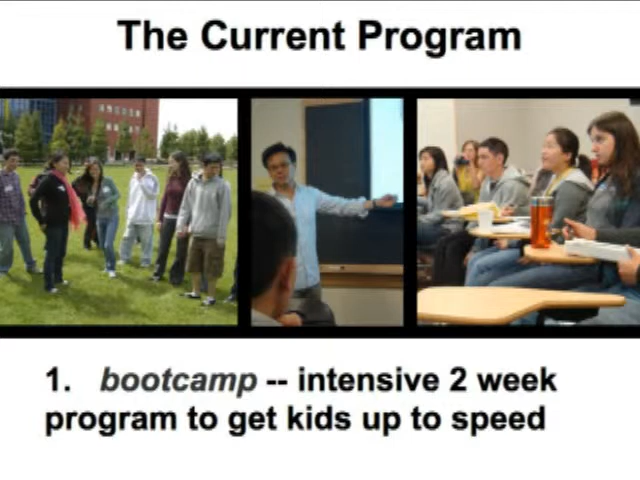 The Current Program
1. bootcamp -- intensive 2 week
program to get kids up to speed